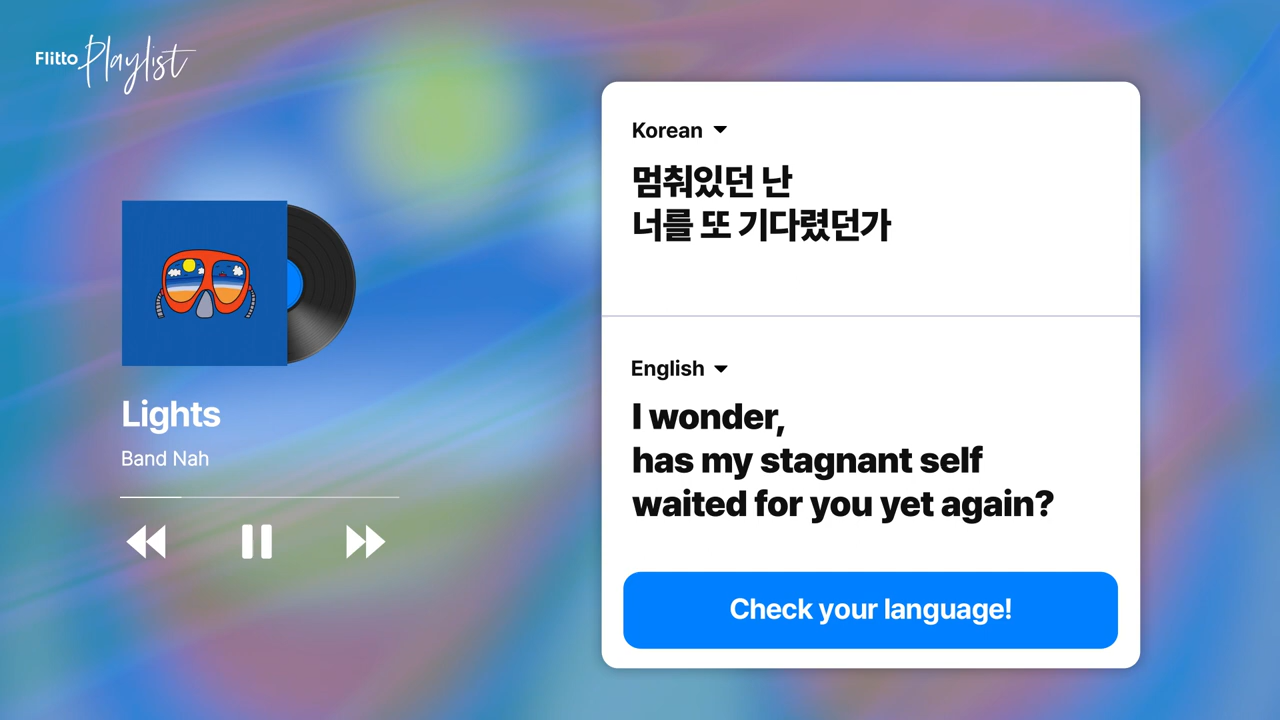 Flitto Playlist
Lights
Band Nah
Korean
멈춰있던 난
너를 또 기다렸던가
English
I wonder,
has my stagnant self
waited for you yet again?
Check your language!